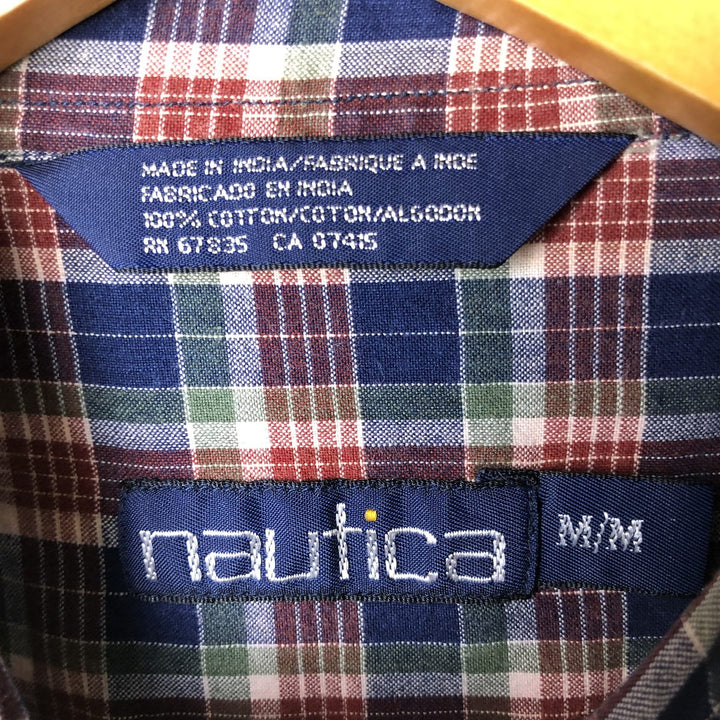 MADE IN INDIA/FABRIQUE A INDE
FABRICADO EN INDIA
100% COTTON/COTON/ALGODON
RN 67835 CA 07415
nautica
M/M